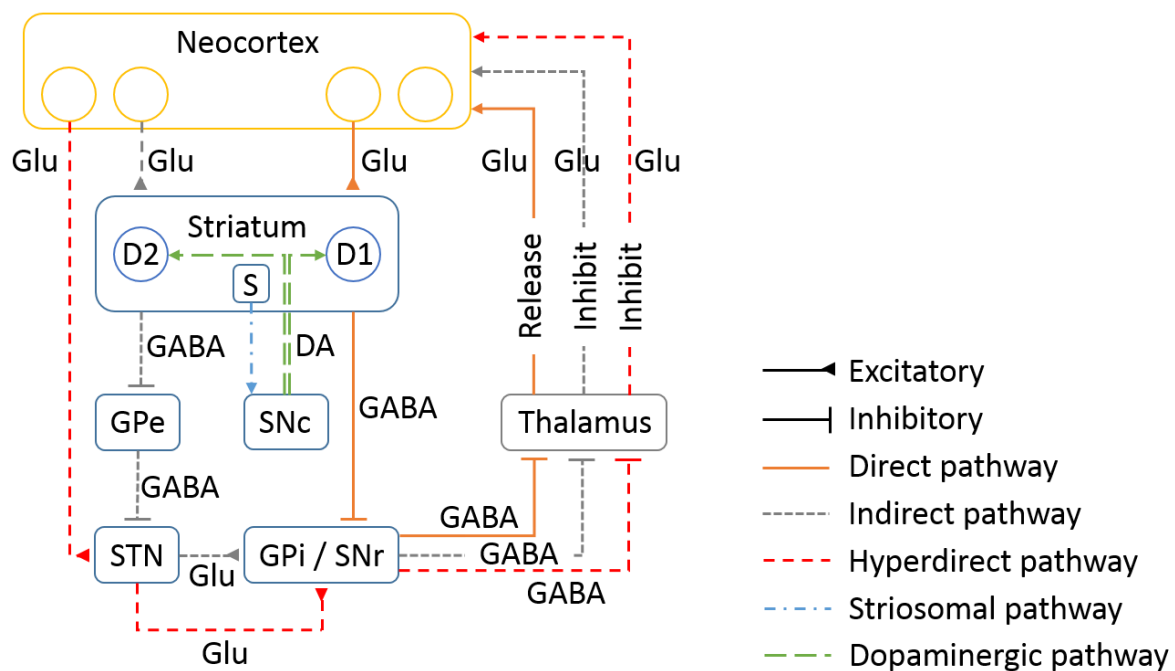 Neocortex
Glu
Glu
Glu
Glu
Glu
Glu
Striatum
D2
D1
S
Release
Inhibit
Inhibit
GABA
DA
GABA
GPe
SNc
Thalamus
GABA
GABA
STN
Glu
GPi / SNr
GABA
GABA
Glu
Excitatory
Inhibitory
Direct pathway
Indirect pathway
Hyperdirect pathway
Striosomal pathway
Dopaminergic pathway